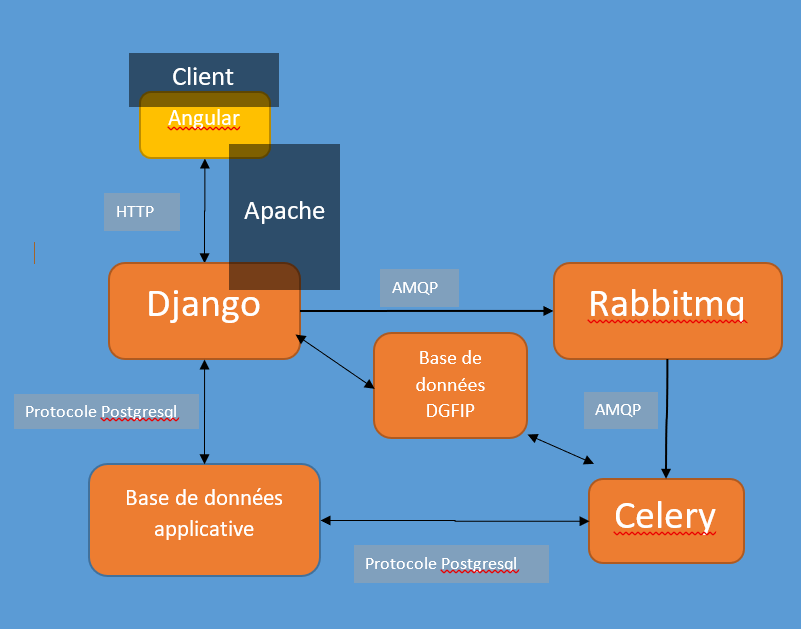 Client
Angular
HTTP
Apache
Django
AMQP
Rabbitmq
Base de
données
DGFIP
Protocole Postgresql
AMQP
Base de données
applicative
Celery
Protocole Postgresql